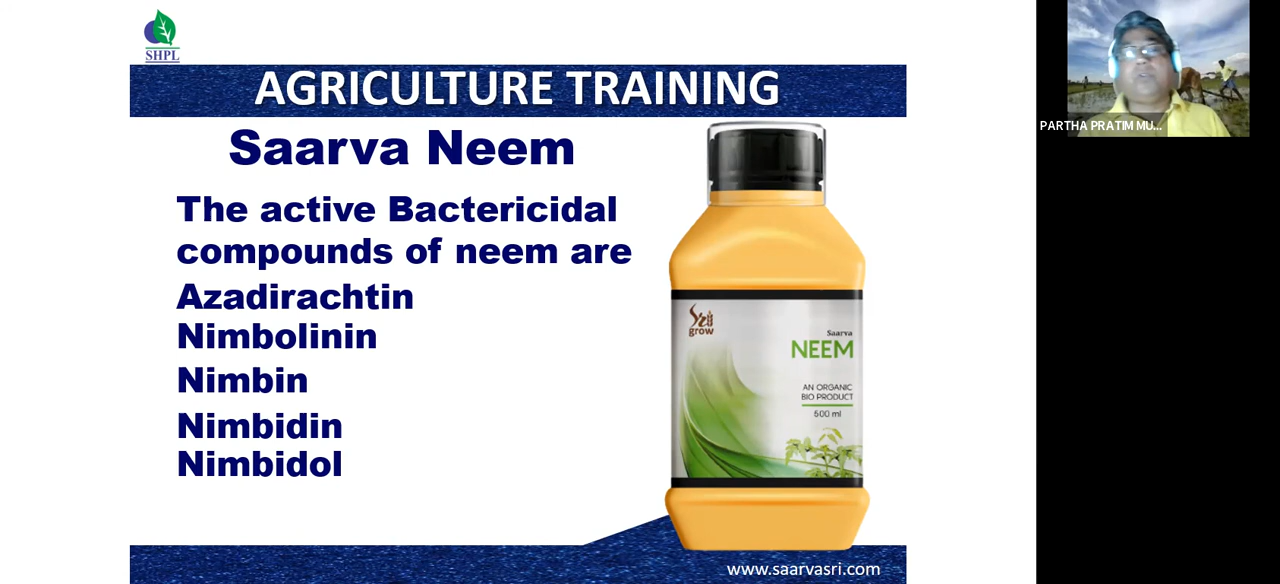 SHPL
AGRICULTURE TRAINING
Saarva Neem
The active Bactericidal
compounds of neem are
Azadirachtin
Nimbolinin
Nimbin
Nimbidin
Nimbidol
grow
Saarva
NEEM
AN ORGANIC
BIO PRODUCT
500 ml
www.saarvasri.com
PARTHA PRATIM MU...